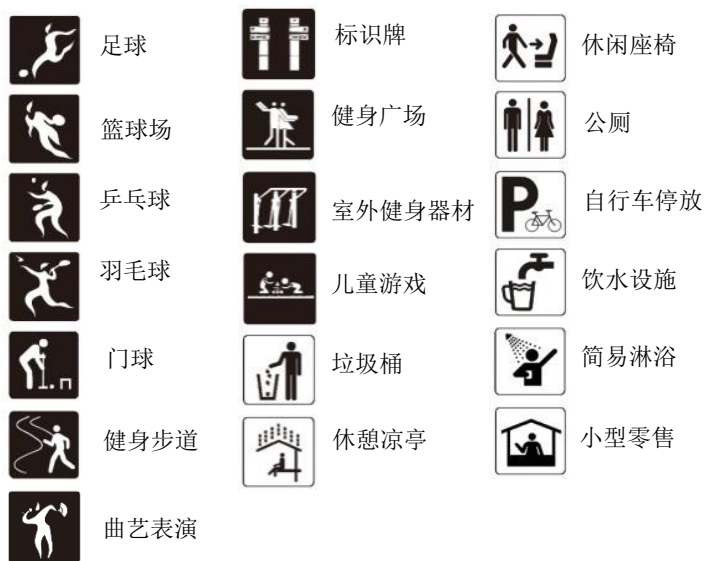 足球
标识牌
休闲座椅
篮球场
健身广场
公厕
乒乓球
室外健身器材
P
自行车停放
羽毛球
儿童游戏
饮水设施
门球
垃圾桶
简易淋浴
健身步道
休憩凉亭
小型零售
曲艺表演